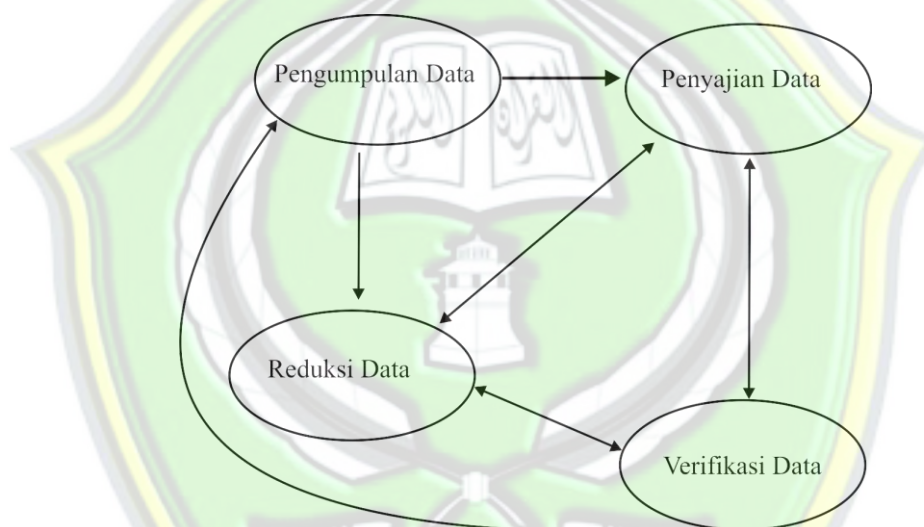 Pengumpulan Data
Penyajian Data
Reduksi Data
Verifikasi Data